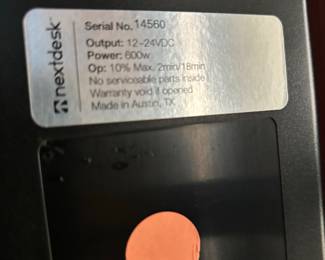 nextdesk
Serial No. 14560
Output: 12-24VDC
Power: 600w
Op: 10% Max. 2min/18min
No serviceable parts inside
Warranty void if opened
Made in Austin, TX